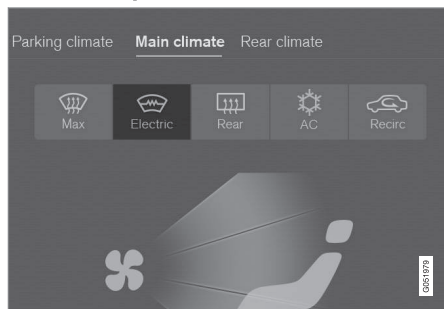 Parking climate Main climate Rear climate
Max Electric Rear AC Recirc
G051979